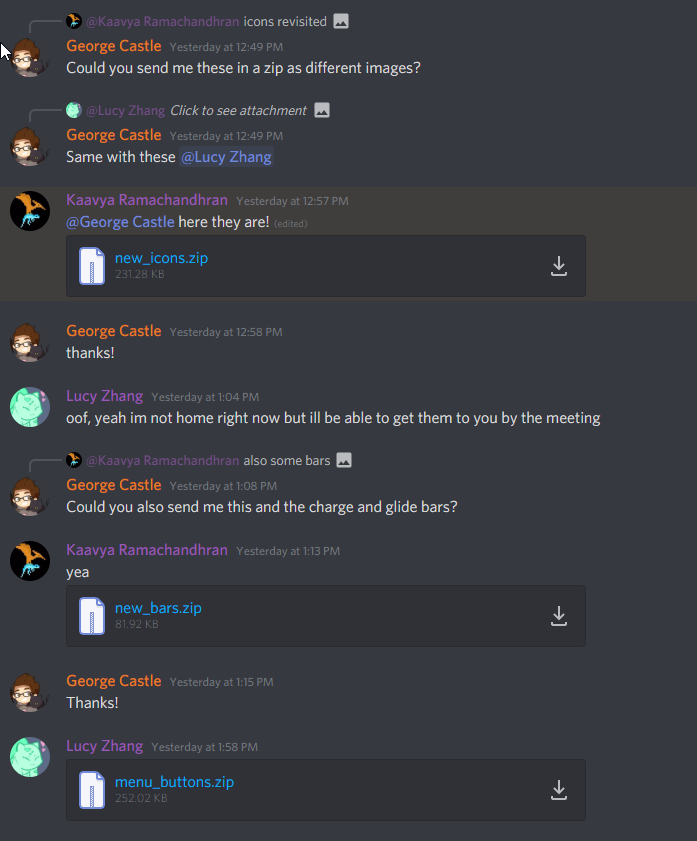 @Kaavya Ramachandhran icons revisited
George Castle Yesterday at 12:49 PM
Could you send me these in a zip as different images?
@Lucy Zhang Click to see attachment
George Castle Yesterday at 12:49 PM
Same with these @Lucy Zhang
Kaavya Ramachandhran Yesterday at 12:57 PM
@George Castle here they are! (edited)
new_icons.zip
231.28 KB
George Castle Yesterday at 12:58 PM
thanks!
Lucy Zhang Yesterday at 1:04 PM
oof, yeah im not home right now but ill be able to get them to you by the meeting
@Kaavya Ramachandhran also some bars
George Castle Yesterday at 1:08 PM
Could you also send me this and the charge and glide bars?
Kaavya Ramachandhran Yesterday at 1:13 PM
yea
new_bars.zip
81.92 KB
George Castle Yesterday at 1:15 PM
Thanks!
Lucy Zhang Yesterday at 1:58 PM
menu_buttons.zip
252.02 KB